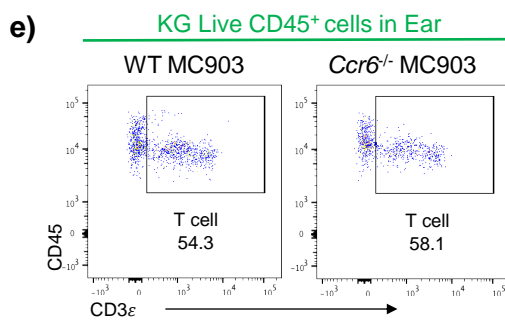 e)
KG Live CD45⁺ cells in Ear
WT MC903
Ccr6⁻/⁻ MC903
CD45
10⁵
10⁴
10³
0
-10³
T cell
54.3
-10³ 0 10³ 10⁴ 10⁵
10⁵
10⁴
10³
0
-10³
T cell
58.1
-10³ 0 10³ 10⁴ 10⁵
CD3ε